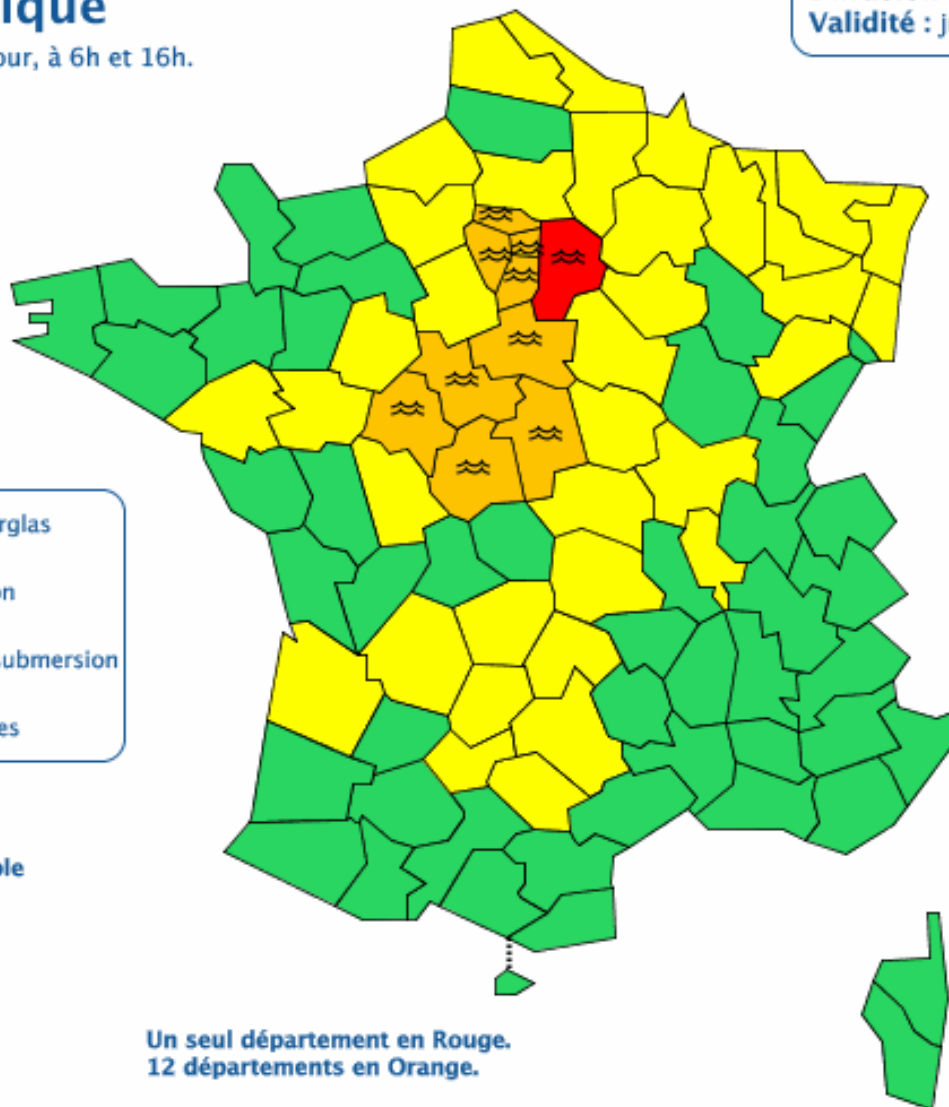 ique
our, à 6h et 16h.
Validité : j
rglas
on
submersion
es
ole
Un seul département en Rouge.
12 départements en Orange.